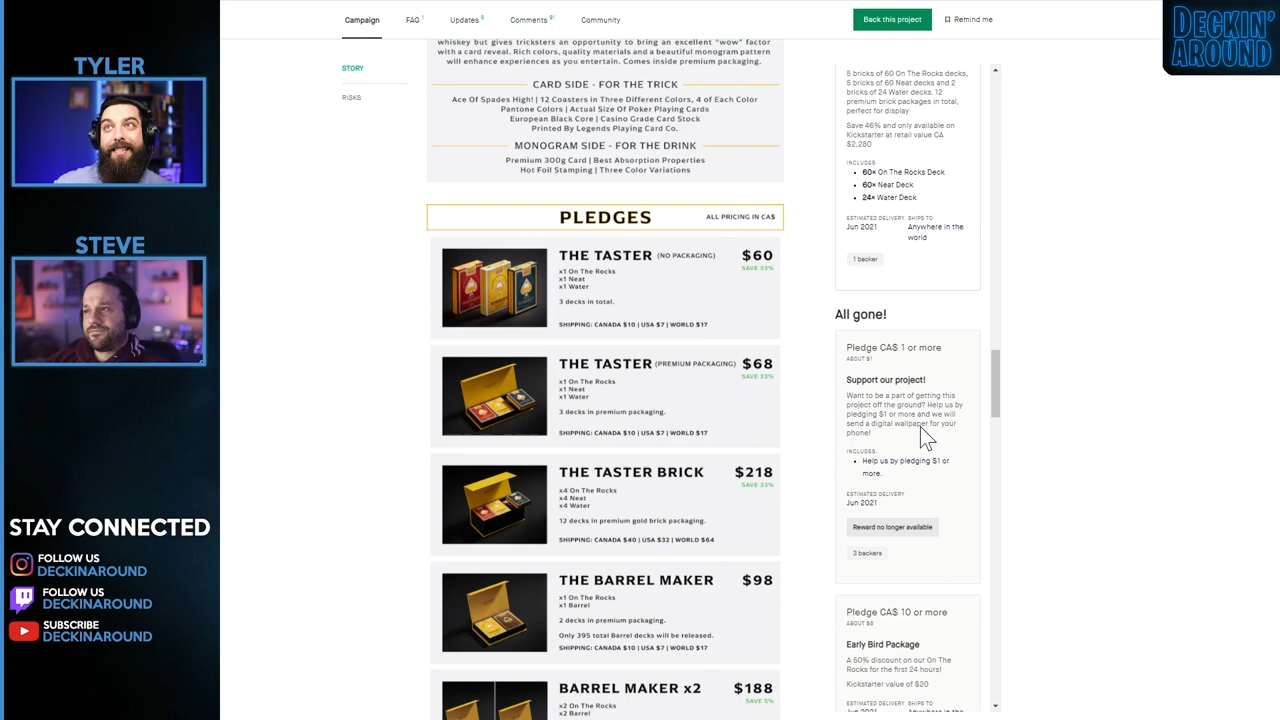 TYLER
STEVE
STAY CONNECTED
FOLLOW US
DECKINAROUND
FOLLOW US
DECKINAROUND
SUBSCRIBE
DECKINAROUND
DECKIN'
AROUND
Campaign
FAQ 1
Updates 8
Comments 91
Community
Back this project
Remind me
STORY
RISKS
whiskey but gives tricksters an opportunity to bring an excellent "wow" factor
with a card reveal. Rich colors, quality materials and a beautiful monogram pattern
will enhance experiences as you entertain. Comes inside premium packaging.
CARD SIDE - FOR THE TRICK
Ace Of Spades High! | 12 Coasters in Three Different Colors, 4 of Each Color
Pantone Colors | Actual Size Of Poker Playing Cards
European Black Core | Casino Grade Card Stock
Printed By Legends Playing Card Co.
MONOGRAM SIDE - FOR THE DRINK
Premium 300g Card | Best Absorption Properties
Hot Foil Stamping | Three Color Variations
PLEDGES
ALL PRICING IN CA$
THE TASTER (NO PACKAGING) $60
SAVE 33%
x1 On The Rocks
x1 Neat
x1 Water
3 decks in total.
SHIPPING: CANADA $10 | USA $7 | WORLD $17
THE TASTER (PREMIUM PACKAGING) $68
SAVE 33%
x1 On The Rocks
x1 Neat
x1 Water
3 decks in premium packaging.
SHIPPING: CANADA $10 | USA $7 | WORLD $17
THE TASTER BRICK $218
SAVE 33%
x4 On The Rocks
x4 Neat
x4 Water
12 decks in premium gold brick packaging.
SHIPPING: CANADA $40 | USA $32 | WORLD $64
THE BARREL MAKER $98
x1 On The Rocks
x1 Barrel
2 decks in premium packaging.
Only 395 total Barrel decks will be released.
SHIPPING: CANADA $10 | USA $7 | WORLD $17
BARREL MAKER x2 $188
SAVE 5%
x2 On The Rocks
x2 Barrel
5 bricks of 60 On The Rocks decks,
5 bricks of 60 Neat decks and 2
bricks of 24 Water decks. 12
premium brick packages in total,
perfect for display
Save 46% and only available on
Kickstarter at retail value CA
$2,280
INCLUDES:
• 60× On The Rocks Deck
• 60× Neat Deck
• 24× Water Deck
ESTIMATED DELIVERY SHIPS TO
Jun 2021 Anywhere in the
world
1 backer
All gone!
Pledge CA$ 1 or more
ABOUT $1
Support our project!
Want to be a part of getting this
project off the ground? Help us by
pledging $1 or more and we will
send a digital wallpaper for your
phone!
INCLUDES:
• Help us by pledging $1 or
more.
ESTIMATED DELIVERY
Jun 2021
Reward no longer available
3 backers
Pledge CA$ 10 or more
ABOUT $8
Early Bird Package
A 50% discount on our On The
Rocks for the first 24 hours!
Kickstarter value of $20
ESTIMATED DELIVERY SHIPS TO
Jun 2021 Anywhere in the